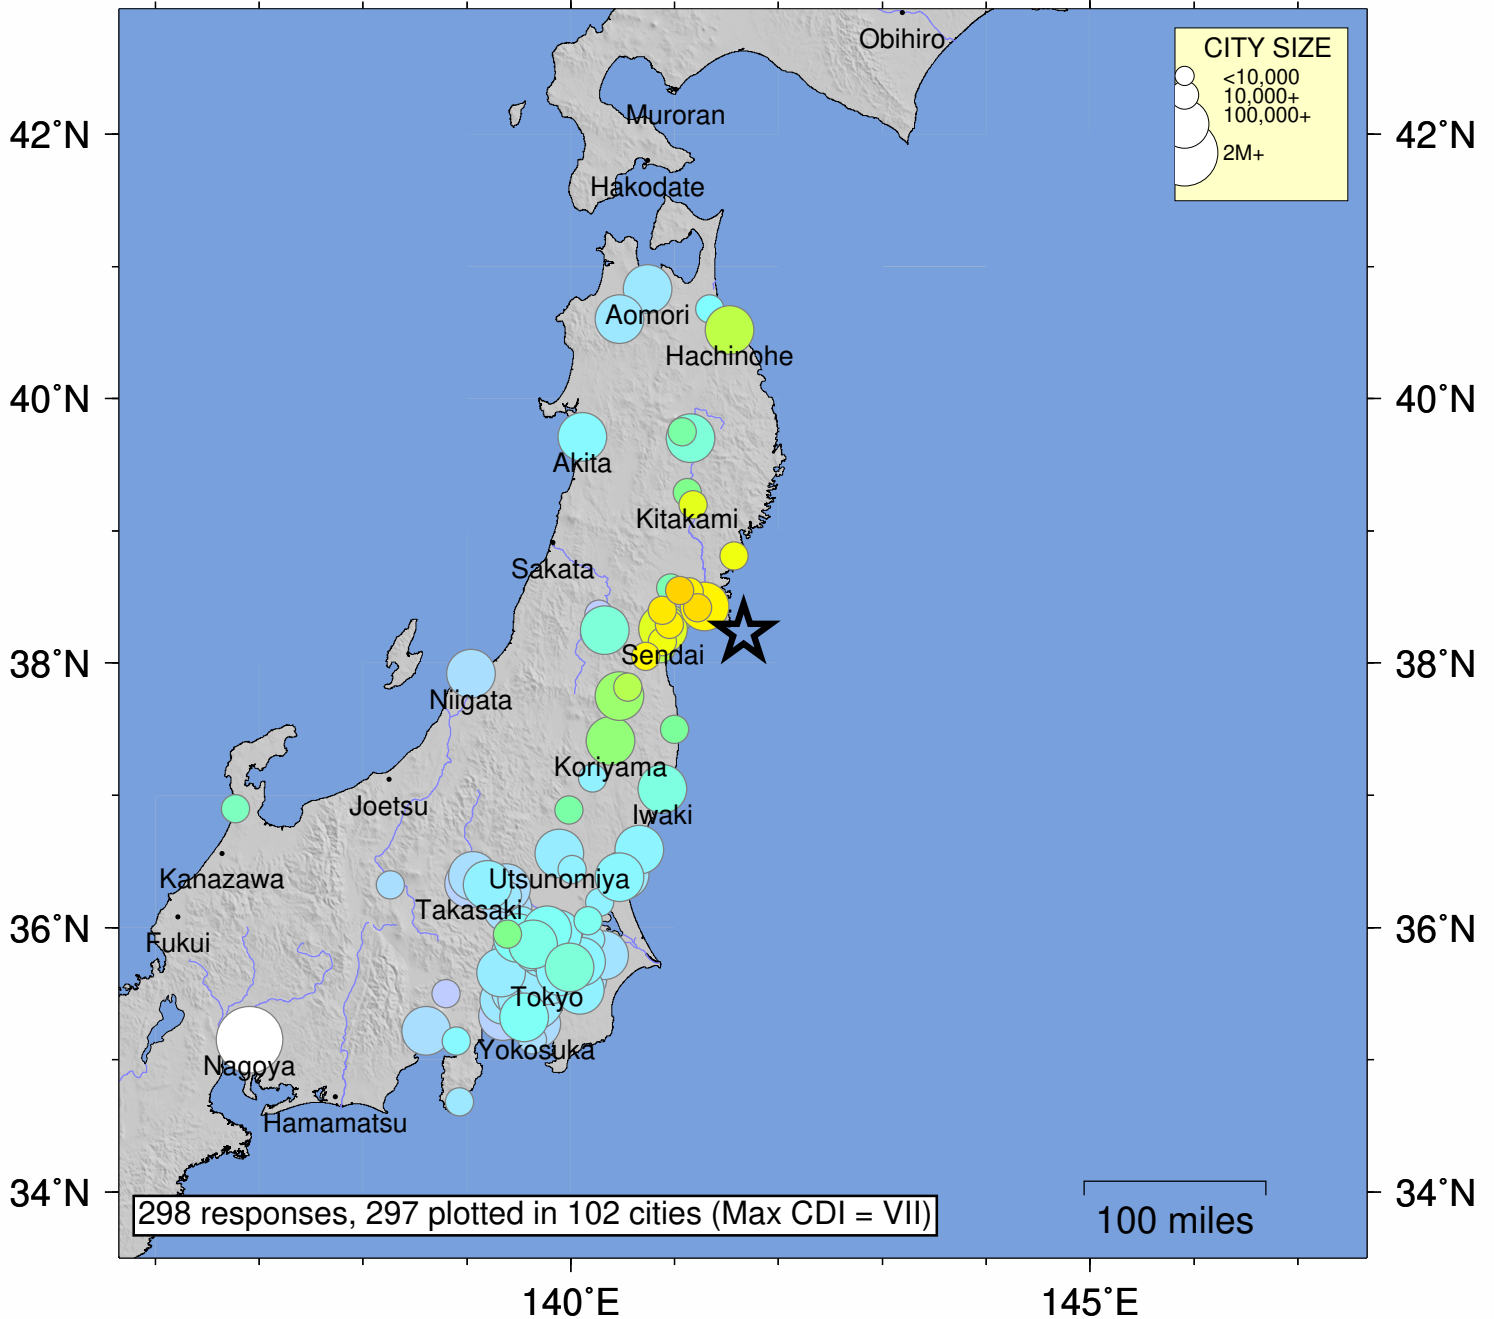 Obihiro
CITY SIZE
<10,000
10,000+
100,000+
2M+
Muroran
42˚N
42˚N
Hakodate
Aomori
Hachinohe
40˚N
40˚N
Akita
Kitakami
Sakata
Sendai
38˚N
38˚N
Niigata
Koriyama
Joetsu
Iwaki
Kanazawa
Utsunomiya
Takasaki
36˚N
36˚N
Fukui
Tokyo
Yokosuka
Nagoya
Hamamatsu
34˚N
34˚N
298 responses, 297 plotted in 102 cities (Max CDI = VII)
100 miles
140˚E
145˚E